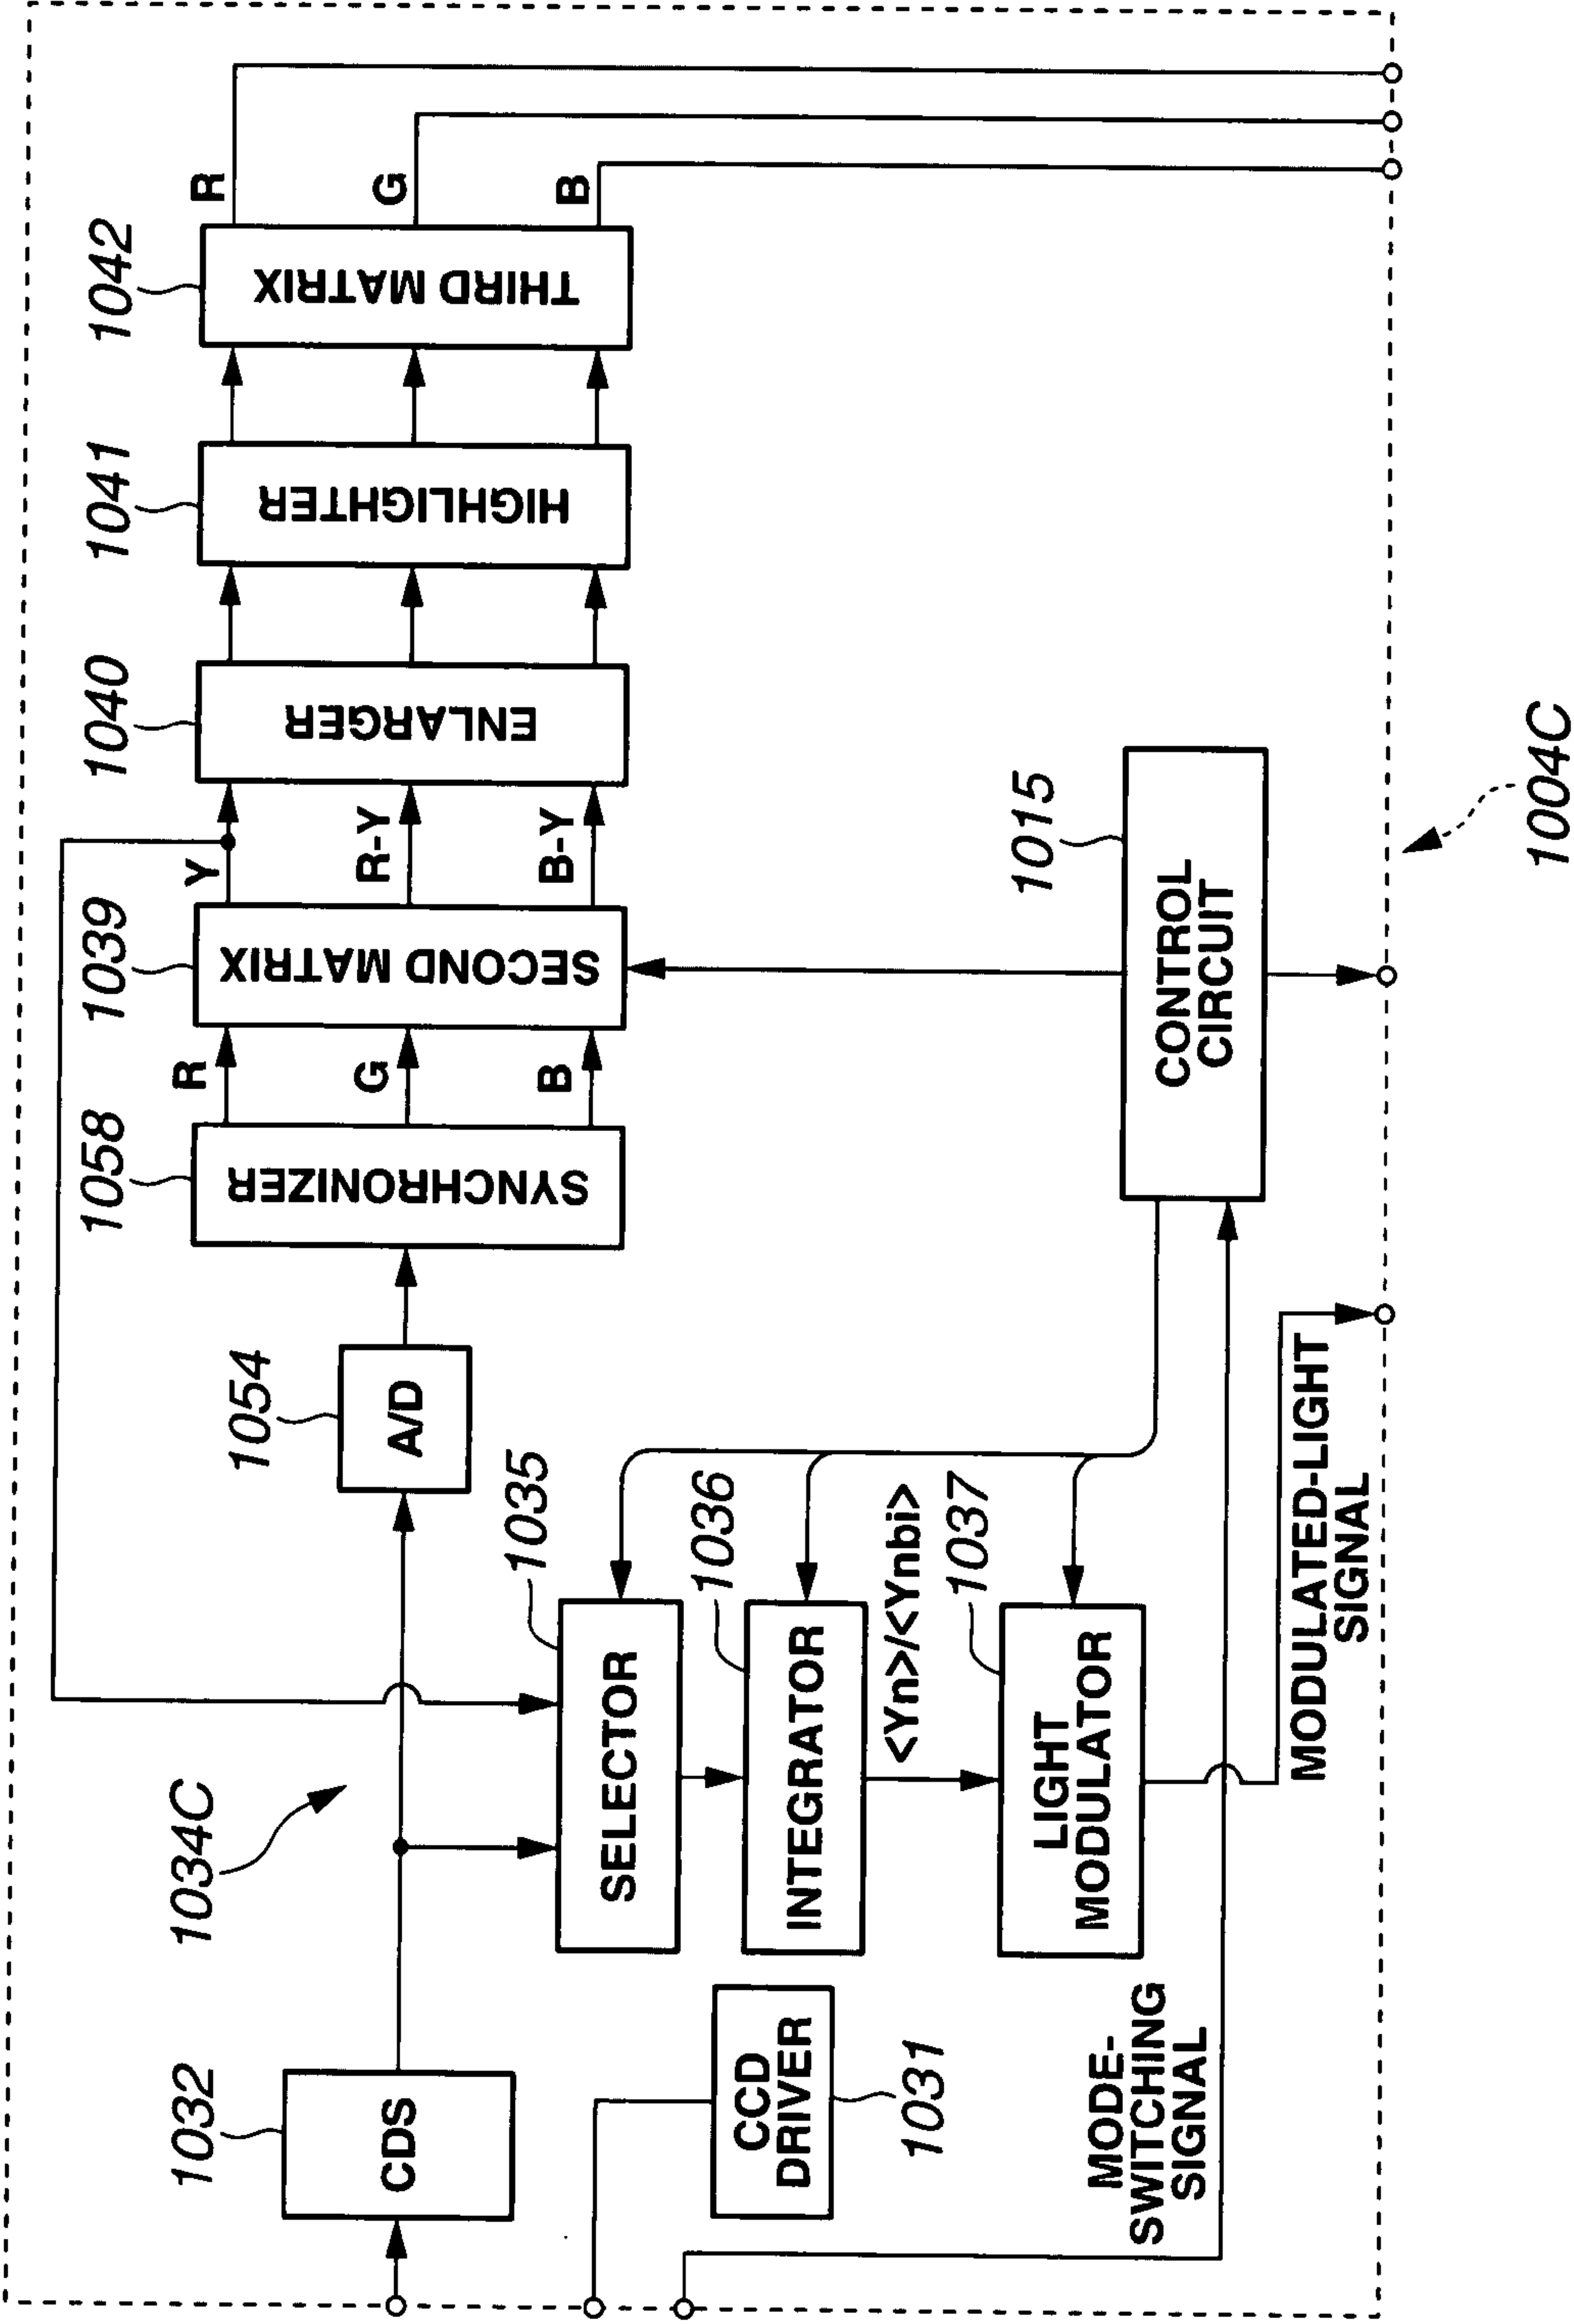 1032
CDS
1034C
1054
A/D
1058
SYNCHRONIZER
R
G
B
1039
SECOND MATRIX
Y
R-Y
B-Y
1040
ENLARGER
1041
HIGHLIGHTER
1042
THIRD MATRIX
R
G
B
1035
SELECTOR
1036
INTEGRATOR
<Yn>/<Ynbi>
1037
LIGHT
MODULATOR
CCD
DRIVER
1031
MODE-
SWITCHING
SIGNAL
MODULATED-LIGHT
SIGNAL
1015
CONTROL
CIRCUIT
1004C